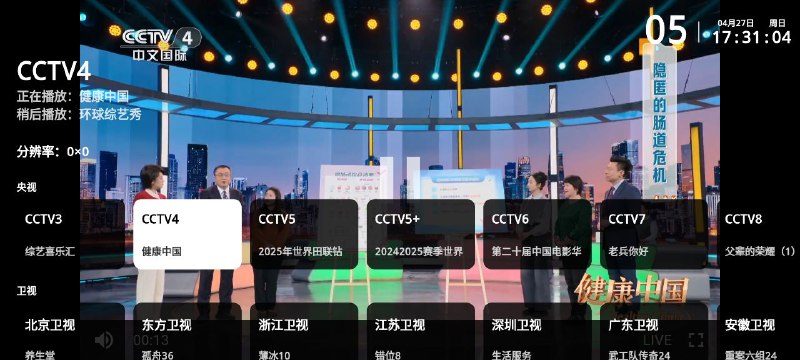 CCTV 4
中文国际
05
04月27日 周日
17:31:04
CCTV4
正在播放：健康中国
稍后播放：环球综艺秀
分辨率：0×0
隐匿的肠道危机
央视
CCTV3
综艺喜乐汇
CCTV4
健康中国
CCTV5
2025年世界田联钻
CCTV5+
20242025赛季世界
CCTV6
第二十届中国电影华
CCTV7
老兵你好
CCTV8
父辈的荣耀（1）
健康中国
卫视
北京卫视
养生堂
东方卫视
孤舟36
浙江卫视
薄冰10
江苏卫视
错位8
深圳卫视
生活服务
广东卫视
武工队传奇24
安徽卫视
重案六组24
00:13
LIVE